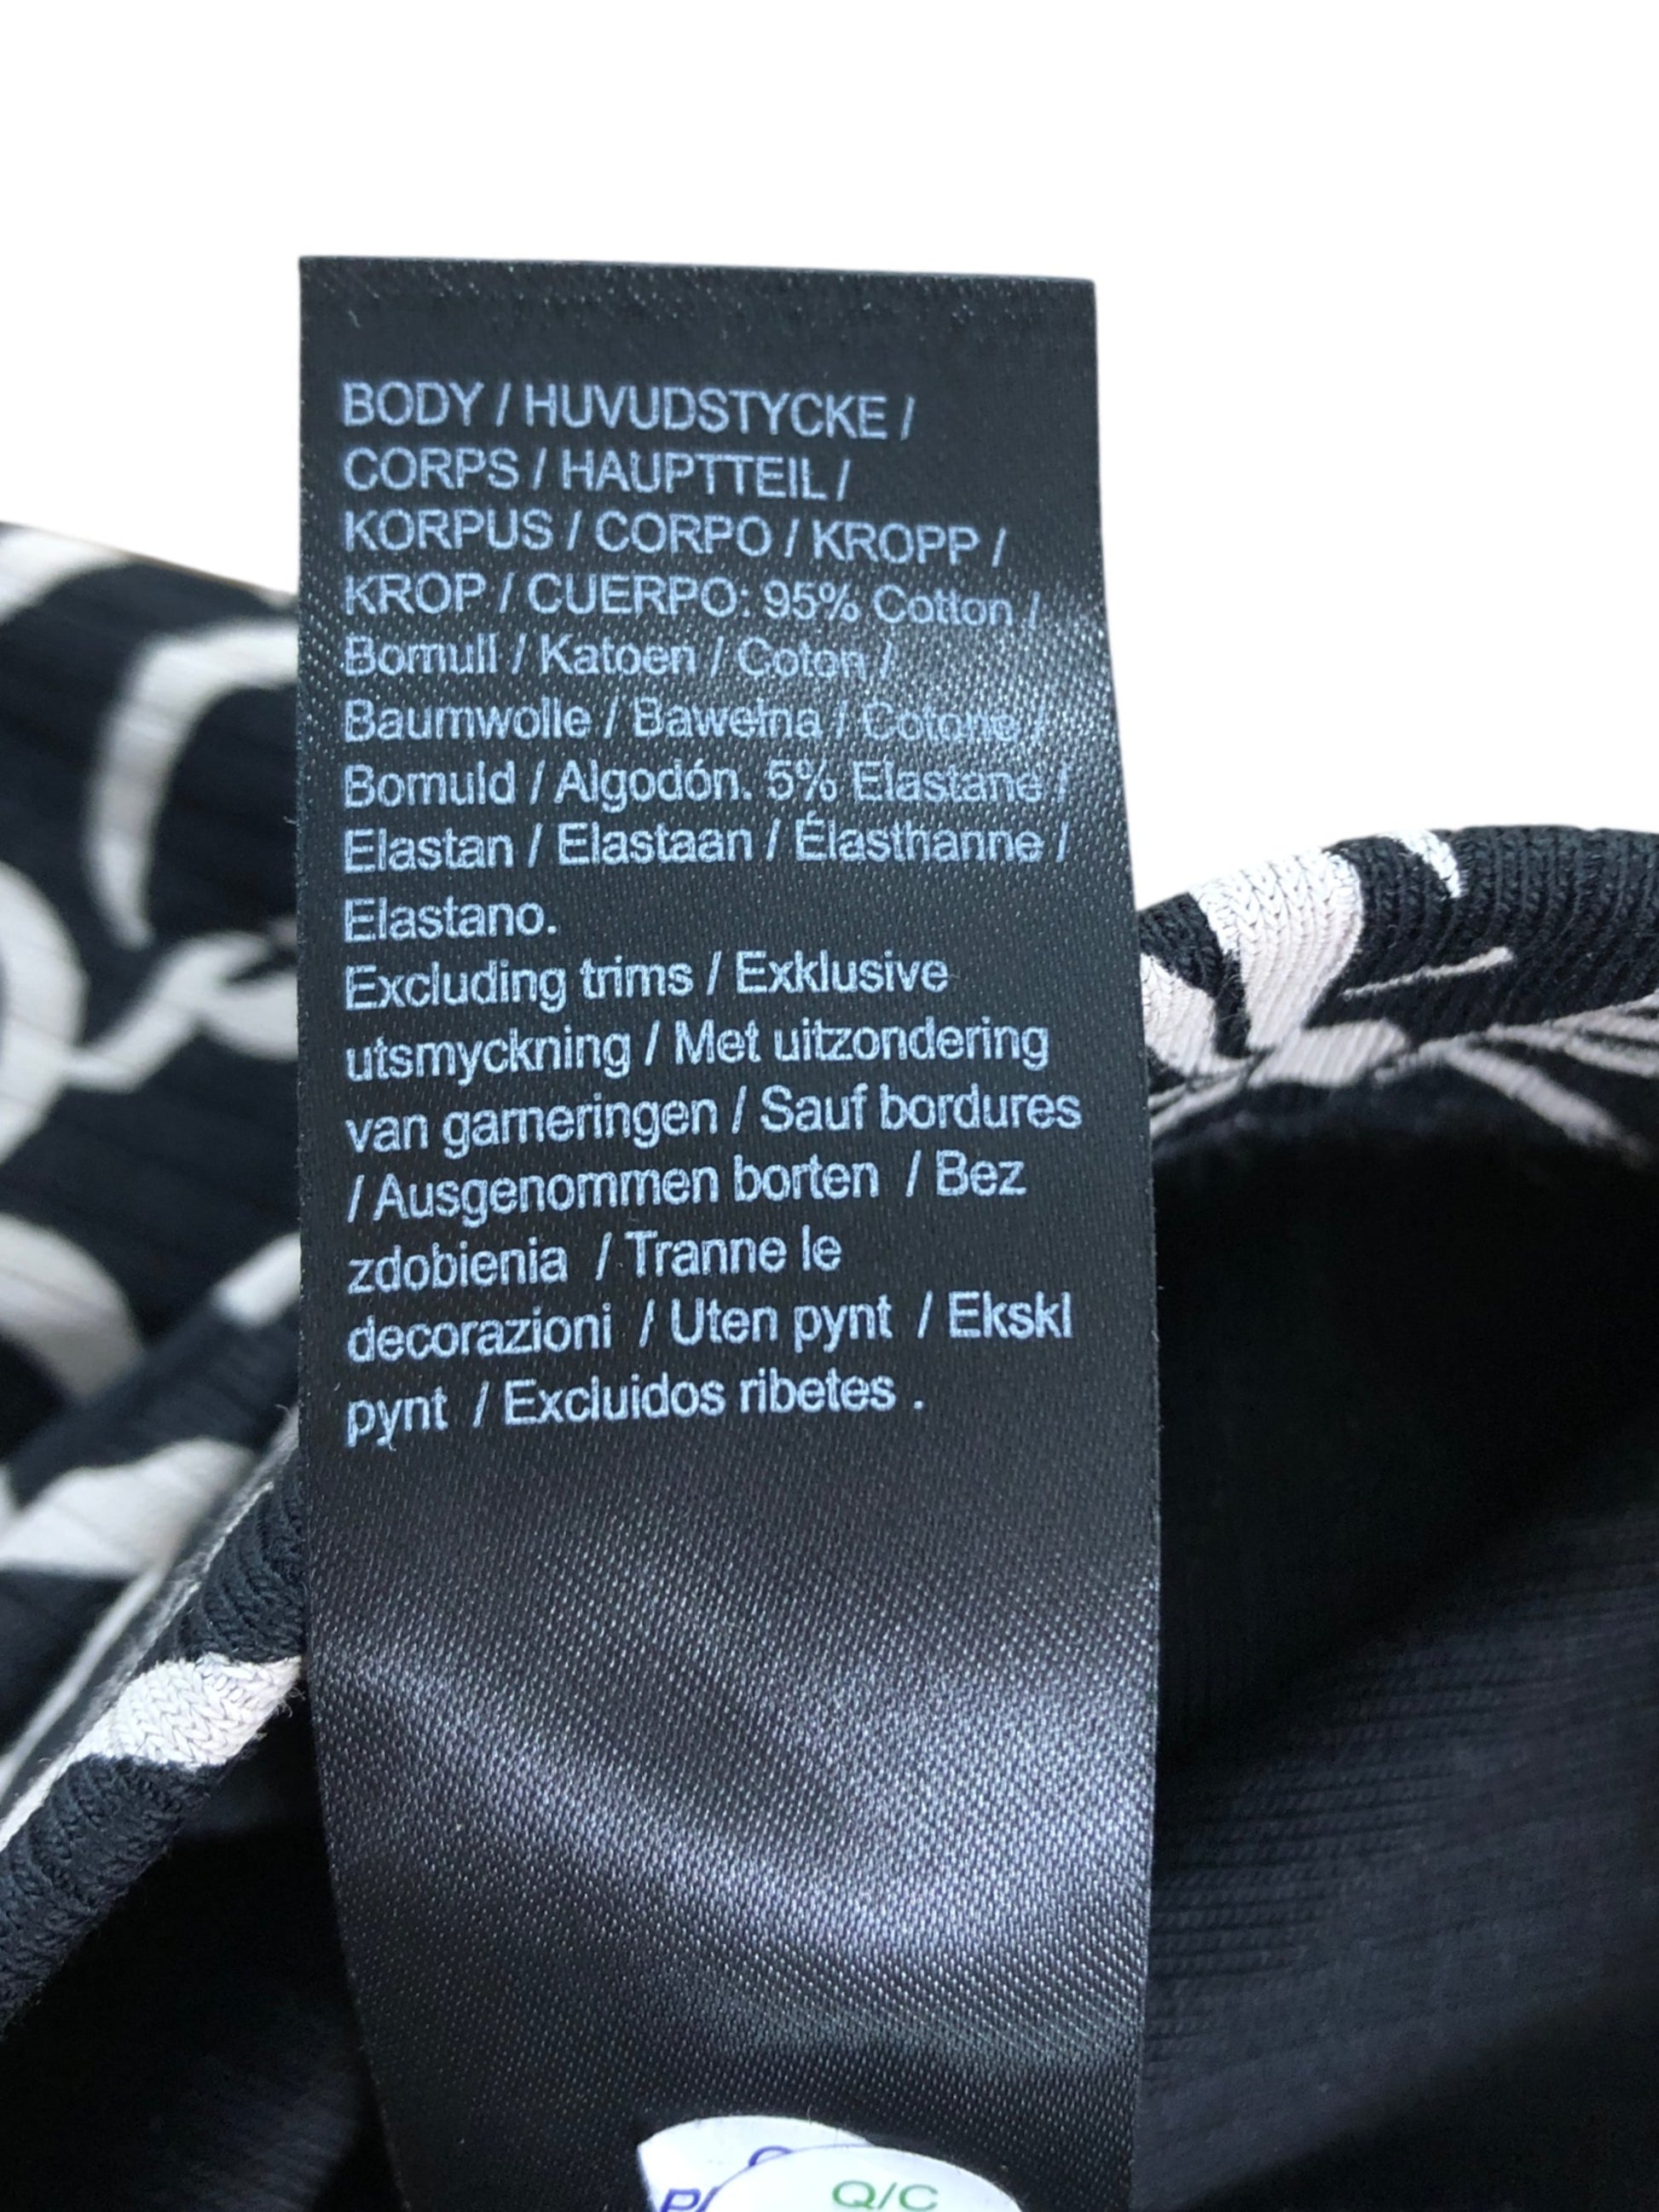 BODY / HUVUDSTYCKE /
CORPS / HAUPTTEIL /
KORPUS / CORPO / KROPP /
KROP / CUERPO: 95% Cotton /
Bomull / Katoen / Coton /
Baumwolle / Bawełna / Cotone /
Bomuld / Algodón. 5% Elastane /
Elastan / Elastaan / Élasthanne /
Elastano.
Excluding trims / Exklusive
utsmyckning / Met uitzondering
van garneringen / Sauf bordures
/ Ausgenommen borten / Bez
zdobienia / Tranne le
decorazioni / Uten pynt / Ekskl
pynt / Excluidos ribetes .
Q/C